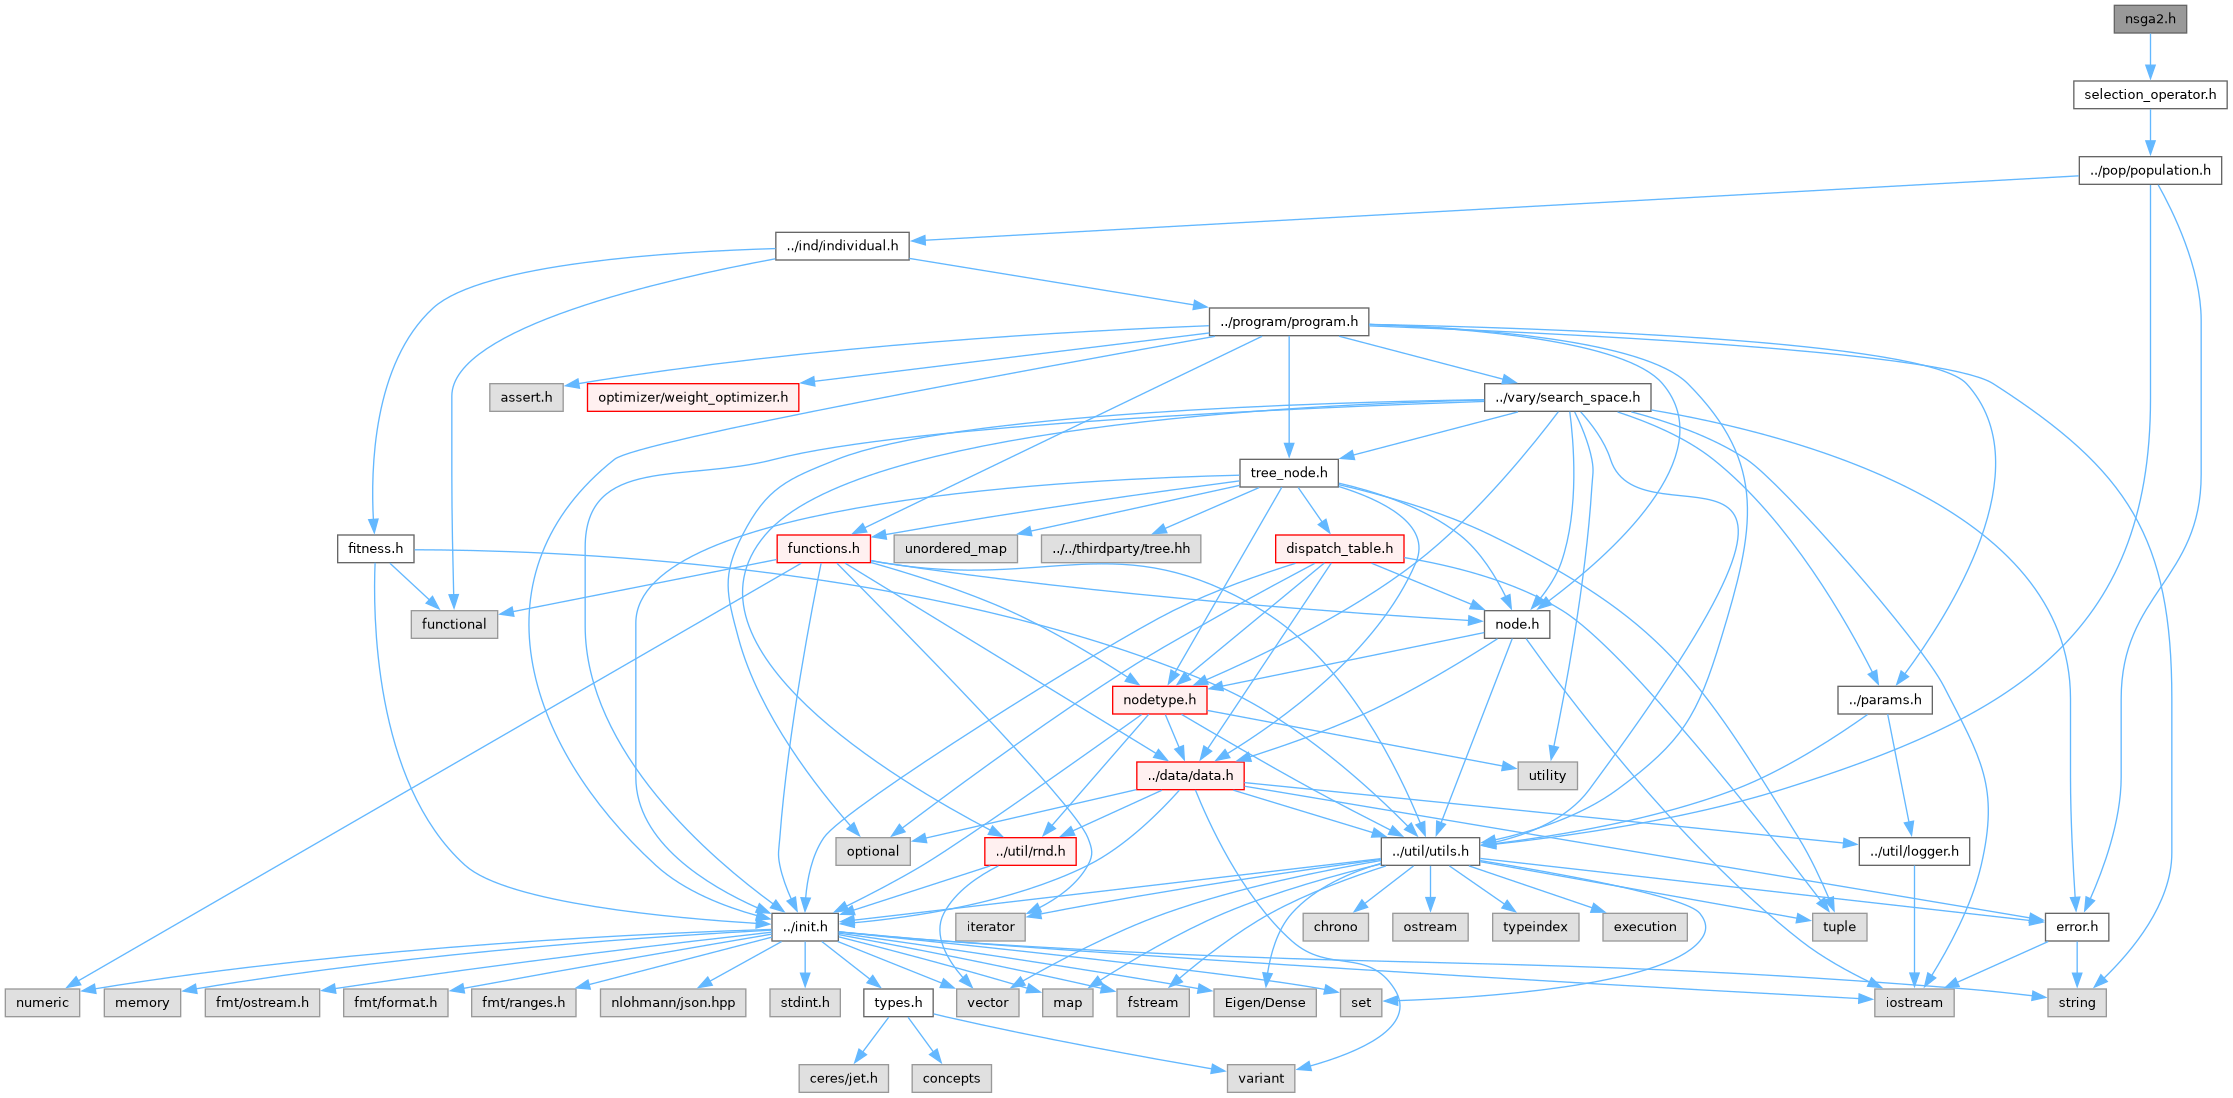 nsga2.h
selection_operator.h
../pop/population.h
../ind/individual.h
../program/program.h
assert.h
optimizer/weight_optimizer.h
../vary/search_space.h
tree_node.h
fitness.h
functions.h
unordered_map
../../thirdparty/tree.hh
dispatch_table.h
functional
node.h
nodetype.h
../params.h
../data/data.h
utility
optional
../util/rnd.h
../util/utils.h
../util/logger.h
../init.h
iterator
chrono
ostream
typeindex
execution
tuple
error.h
numeric
memory
fmt/ostream.h
fmt/format.h
fmt/ranges.h
nlohmann/json.hpp
stdint.h
types.h
vector
map
fstream
Eigen/Dense
set
iostream
string
ceres/jet.h
concepts
variant